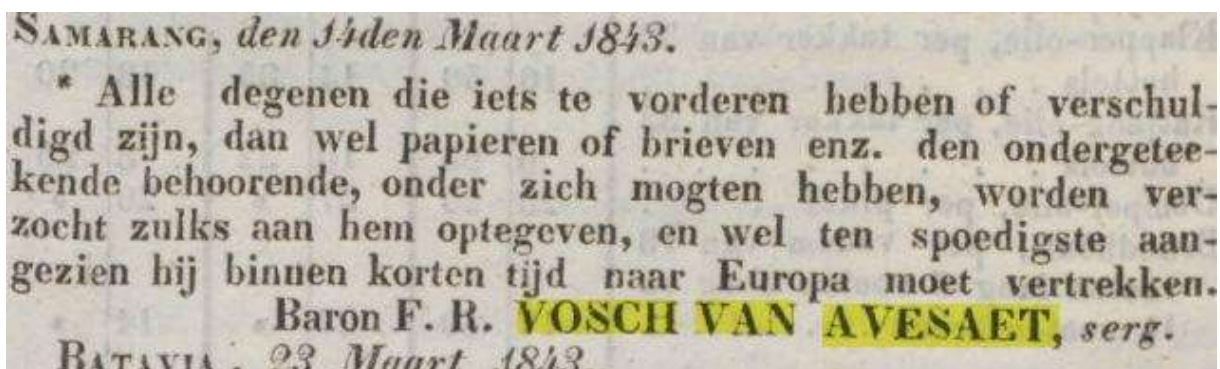 SAMARANG, den 14den Maart 1843.
* Alle degenen die iets te vorderen hebben of verschul-
digd zijn, dan wel papieren of brieven enz. den ondergetee-
kende behoorende, onder zich mogten hebben, worden ver-
zocht zulks aan hem optegeven, en wel ten spoedigste aan-
gezien hij binnen korten tijd naar Europa moet vertrekken.
Baron F. R. VOSCH VAN AVESAET, serg.
BATAVIA, 23 Maart 1843.